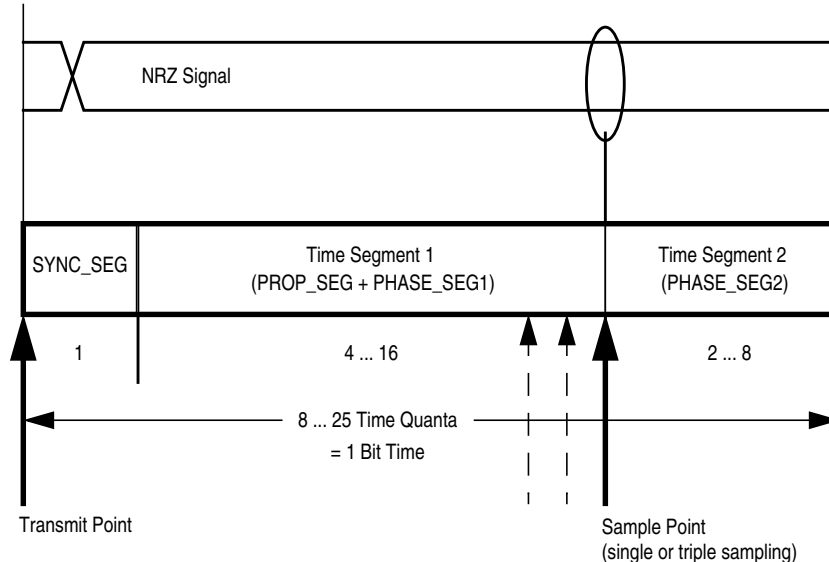 NRZ Signal
SYNC_SEG
Time Segment 1
(PROP_SEG + PHASE_SEG1)
Time Segment 2
(PHASE_SEG2)
1
4 ... 16
2 ... 8
8 ... 25 Time Quanta
= 1 Bit Time
Transmit Point
Sample Point
(single or triple sampling)